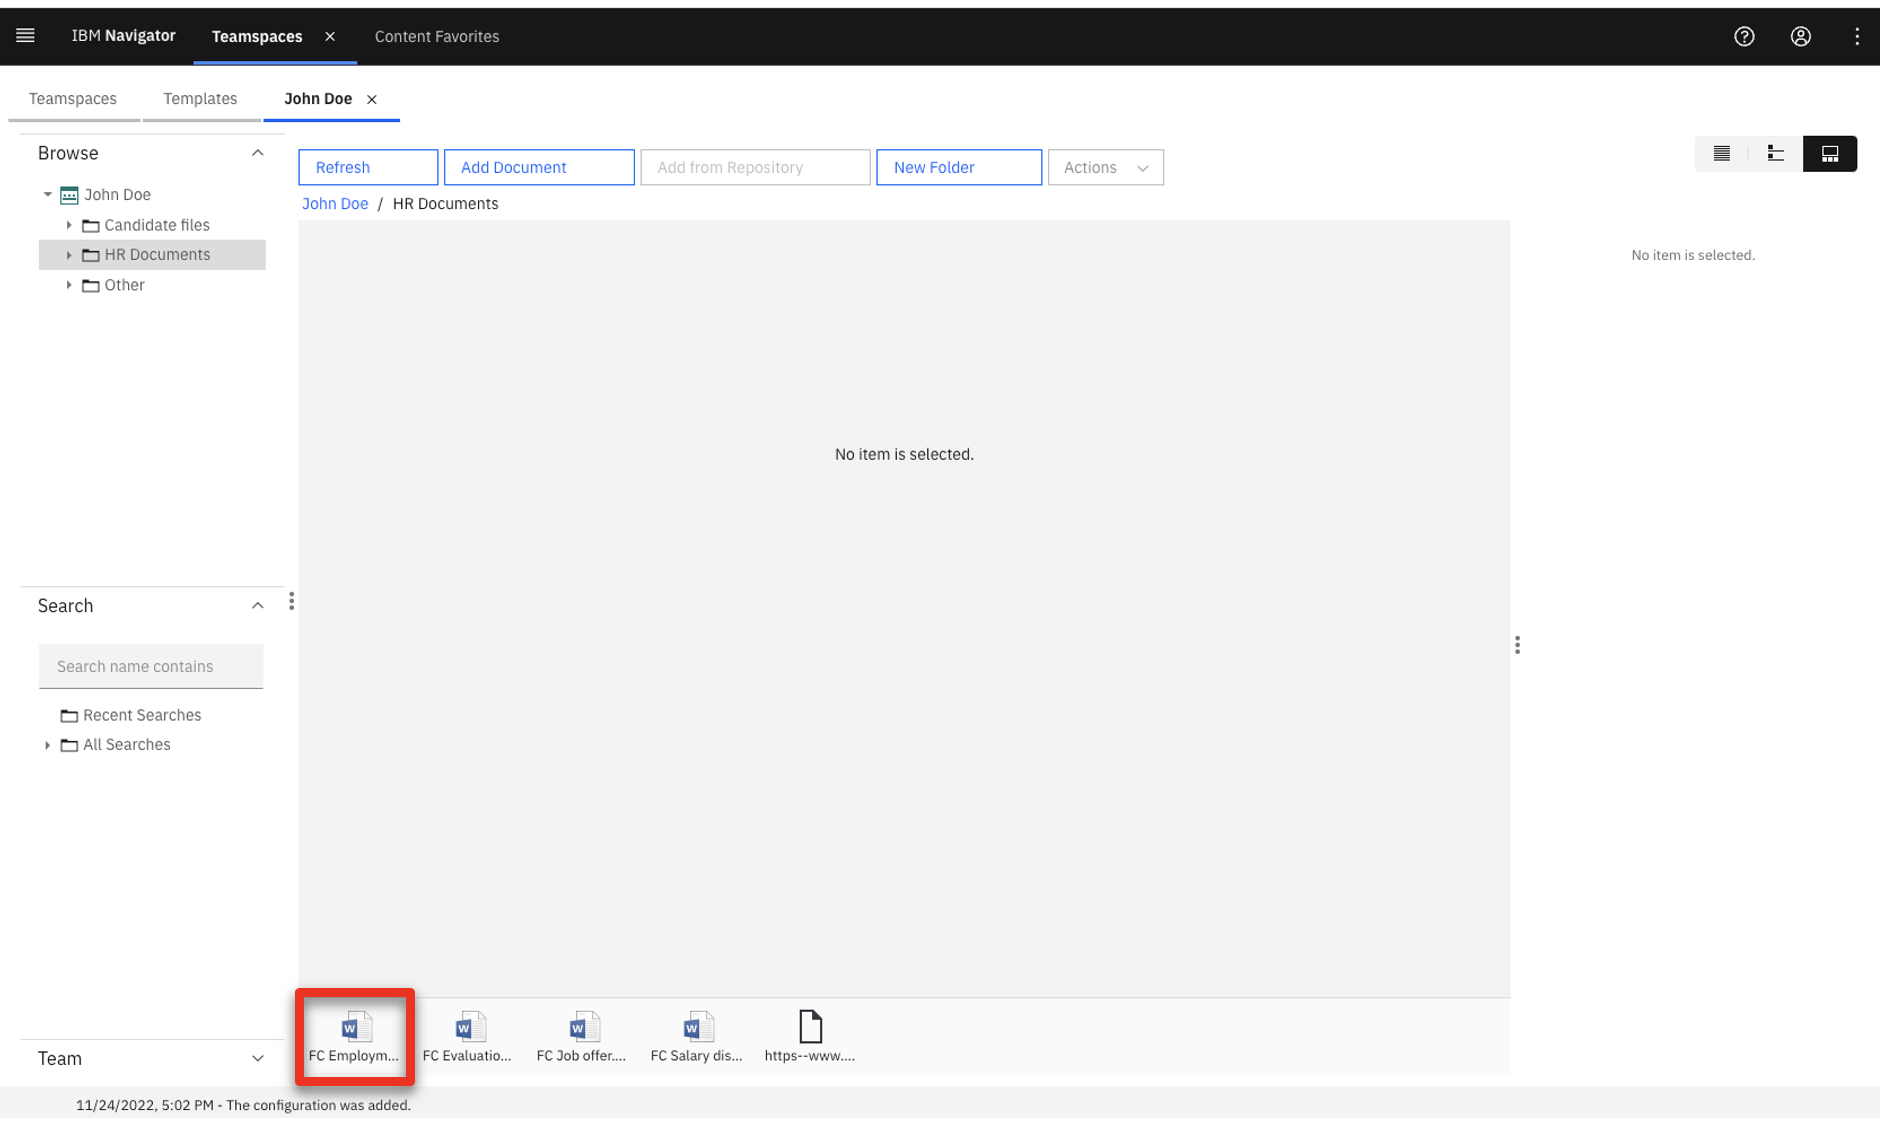 IBM Navigator
Teamspaces
Content Favorites
Teamspaces
Templates
John Doe
Browse
John Doe
Candidate files
HR Documents
Other
Refresh
Add Document
Add from Repository
New Folder
Actions
John Doe / HR Documents
No item is selected.
No item is selected.
Search
Search name contains
Recent Searches
All Searches
W
FC Employm...
W
FC Evaluatio...
W
FC Job offer....
W
FC Salary dis...
https--www....
Team
11/24/2022, 5:02 PM - The configuration was added.